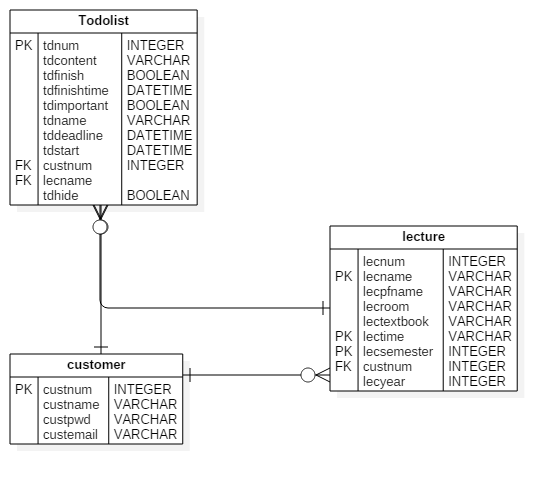 Todolist
PK tdnum INTEGER
tdcontent VARCHAR
tdfinish BOOLEAN
tdfinishtime DATETIME
tdimportant BOOLEAN
tdname VARCHAR
tddeadline DATETIME
tdstart DATETIME
FK custnum INTEGER
FK lecname
tdhide BOOLEAN
lecture
lecnum INTEGER
PK lecname VARCHAR
lecpfname VARCHAR
lecroom VARCHAR
lectextbook VARCHAR
PK lectime VARCHAR
PK lecsemester INTEGER
FK custnum INTEGER
lecyear INTEGER
customer
PK custnum INTEGER
custname VARCHAR
custpwd VARCHAR
custemail VARCHAR